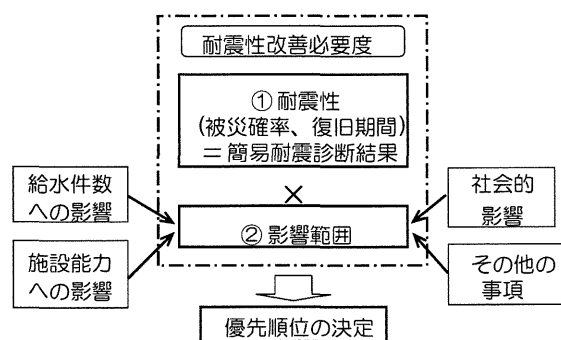 耐震性改善必要度
① 耐震性
(被災確率、復旧期間)
＝ 簡易耐震診断結果
×
② 影響範囲
給水件数
への影響
施設能力
への影響
社会的
影響
その他の
事項
優先順位の決定